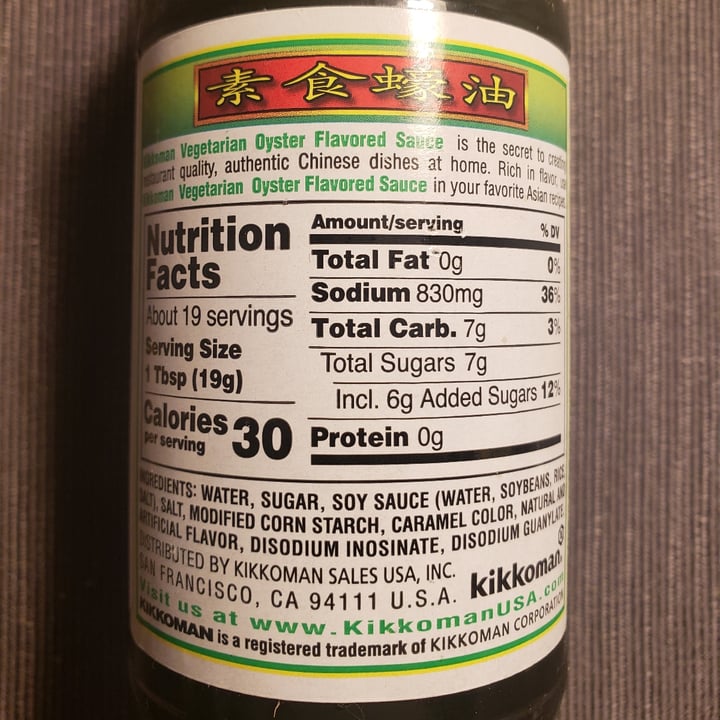 素食蠔油
Kikkoman Vegetarian Oyster Flavored Sauce is the secret to creating
restaurant quality, authentic Chinese dishes at home. Rich in flavor,
Kikkoman Vegetarian Oyster Flavored Sauce in your favorite Asian recipes.
Nutrition
Facts
About 19 servings
Serving Size
1 Tbsp (19g)
Calories 30
per serving
Amount/serving % DV
Total Fat 0g 0%
Sodium 830mg 36%
Total Carb. 7g 3%
Total Sugars 7g
Incl. 6g Added Sugars 12%
Protein 0g
INGREDIENTS: WATER, SUGAR, SOY SAUCE (WATER, SOYBEANS, RICE,
SALT), SALT, MODIFIED CORN STARCH, CARAMEL COLOR, NATURAL AND
ARTIFICIAL FLAVOR, DISODIUM INOSINATE, DISODIUM GUANYLATE.
DISTRIBUTED BY KIKKOMAN SALES USA, INC.
SAN FRANCISCO, CA 94111 U.S.A.
kikkoman®
Visit us at www.KikkomanUSA.com
KIKKOMAN is a registered trademark of KIKKOMAN CORPORATION